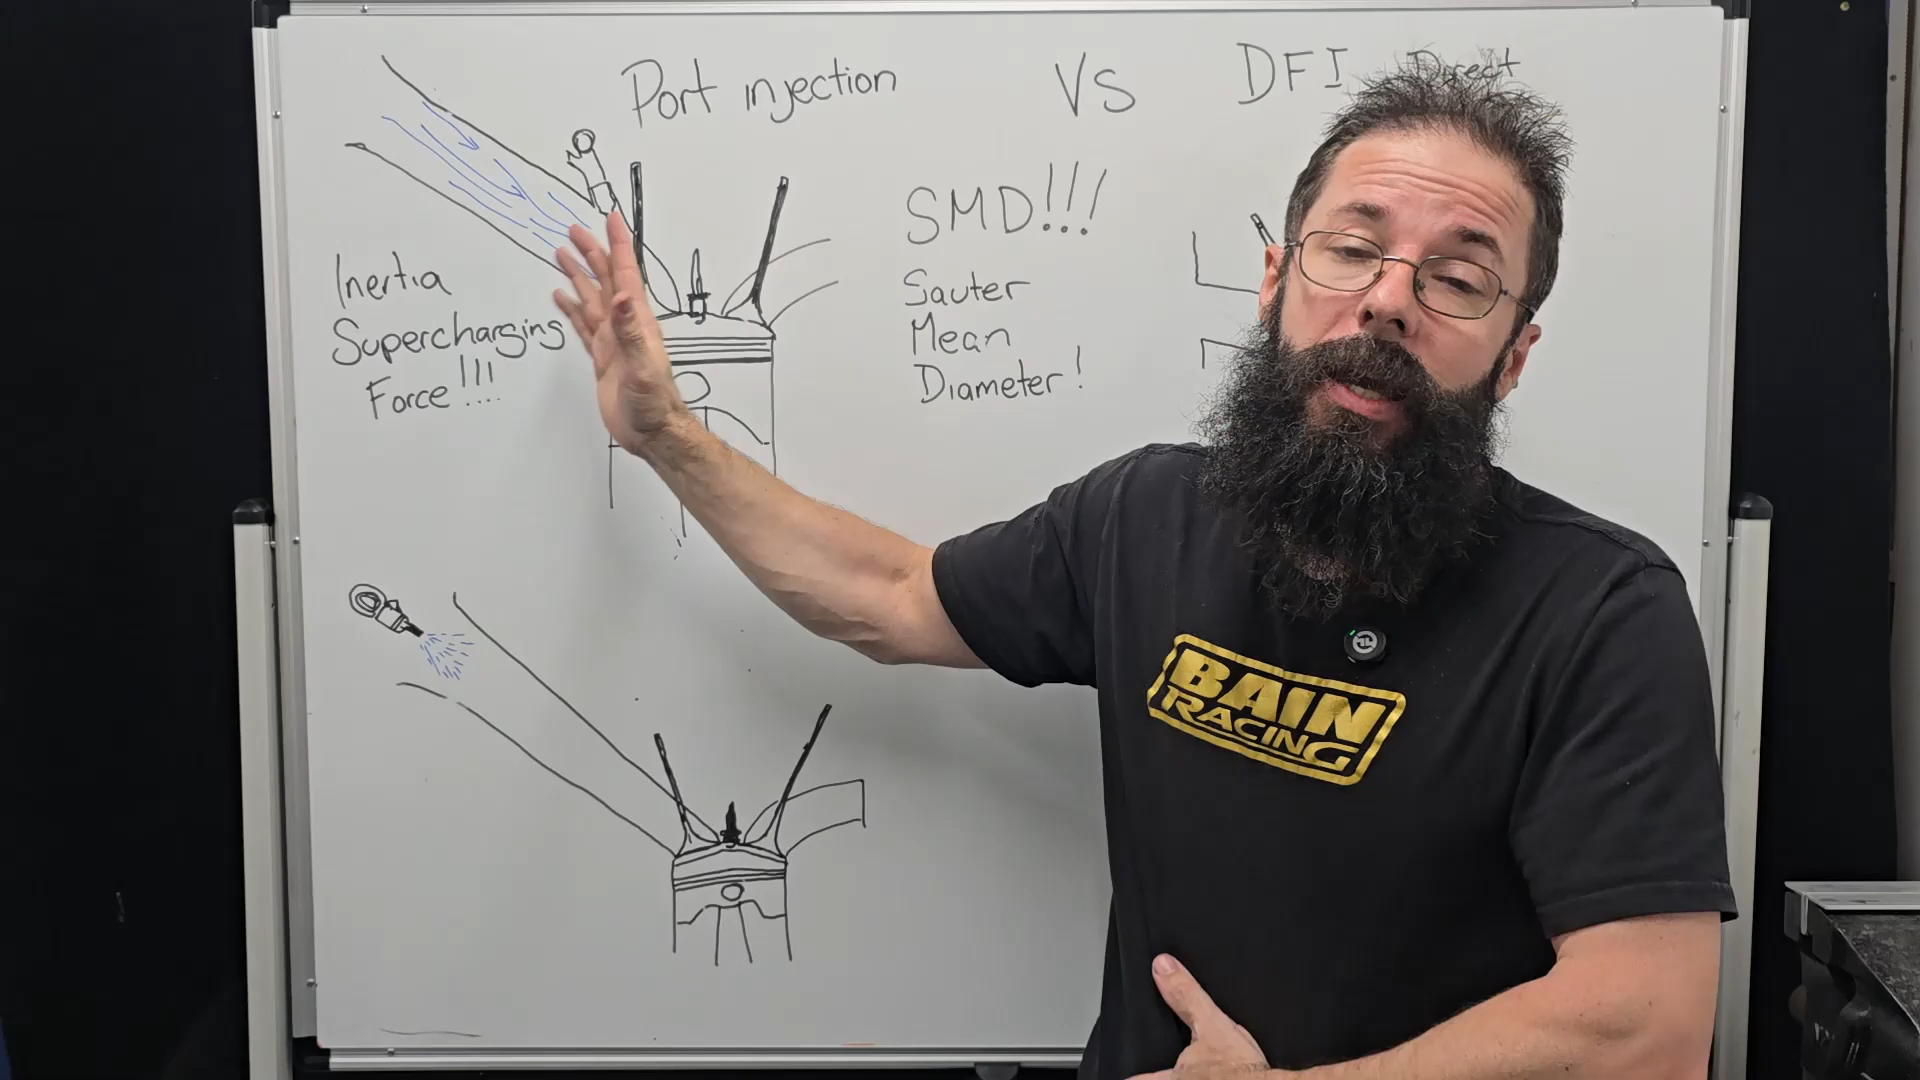 Port injection VS DFI Direct
SMD!!!
Sauter
Mean
Diameter!
Inertia
Supercharging
Force!!!
BAIN
RACING